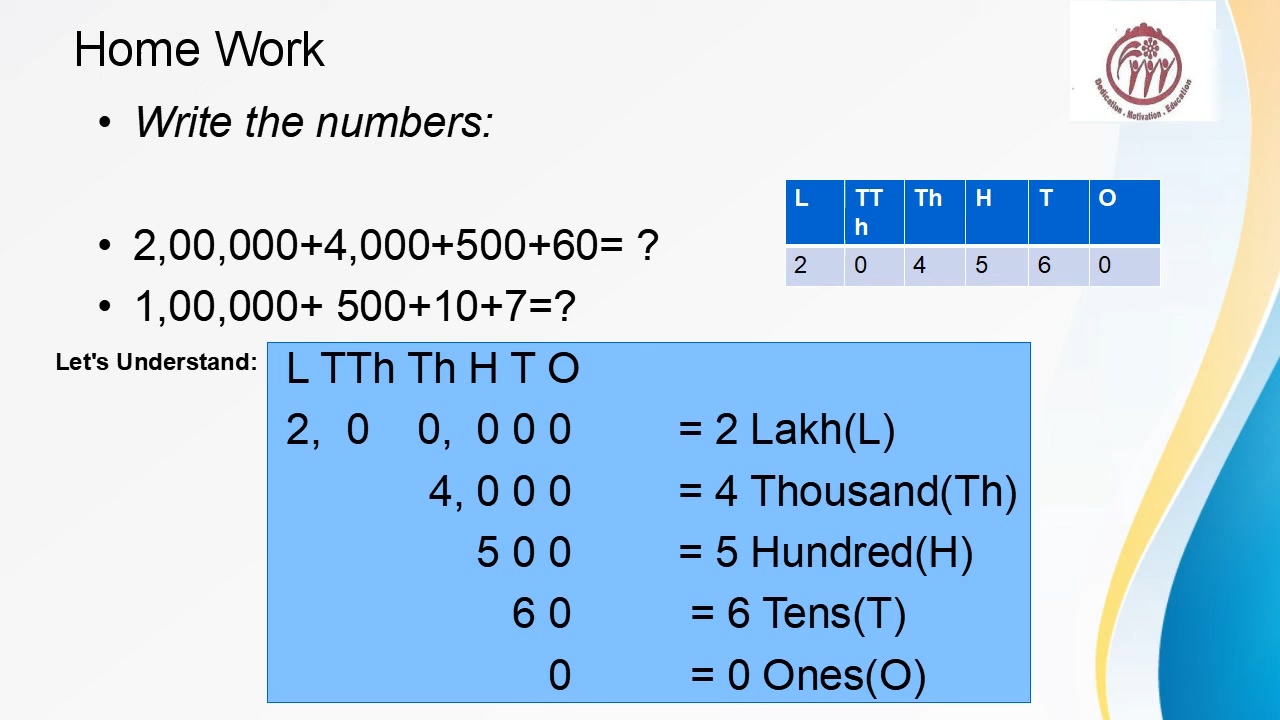 Home Work
• Write the numbers:
• 2,00,000+4,000+500+60= ?
• 1,00,000+ 500+10+7=?
Dedication . Motivation . Education
L TTh Th H T O
2 0 4 5 6 0
Let's Understand:
L TTh Th H T O
2, 0 0, 0 0 0 = 2 Lakh(L)
4, 0 0 0 = 4 Thousand(Th)
5 0 0 = 5 Hundred(H)
6 0 = 6 Tens(T)
0 = 0 Ones(O)